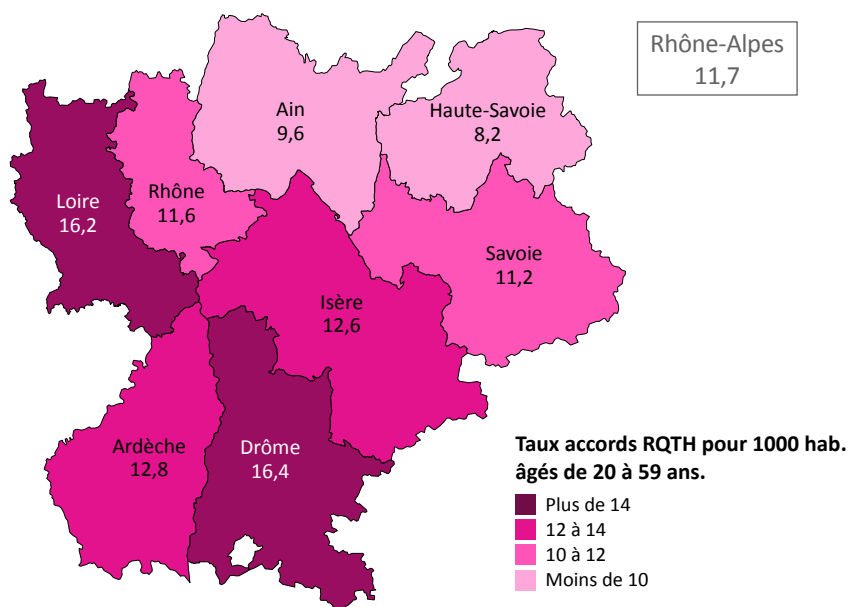 Rhône-Alpes
11,7
Ain
9,6
Haute-Savoie
8,2
Loire
16,2
Rhône
11,6
Savoie
11,2
Isère
12,6
Ardèche
12,8
Drôme
16,4
Taux accords RQTH pour 1000 hab.
âgés de 20 à 59 ans.
Plus de 14
12 à 14
10 à 12
Moins de 10